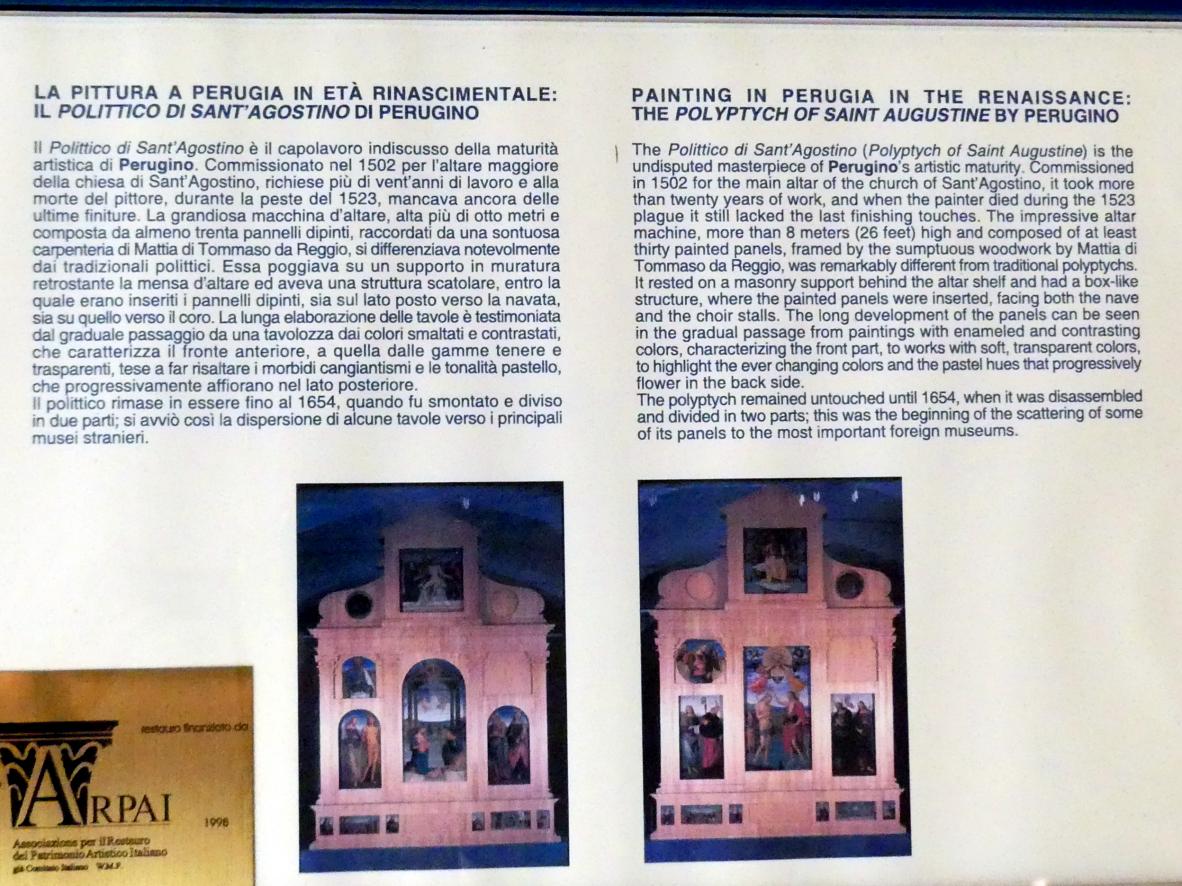 LA PITTURA A PERUGIA IN ETÀ RINASCIMENTALE:
IL POLITTICO DI SANT'AGOSTINO DI PERUGINO
Il Polittico di Sant'Agostino è il capolavoro indiscusso della maturità
artistica di Perugino. Commissionato nel 1502 per l'altare maggiore
della chiesa di Sant'Agostino, richiese più di vent'anni di lavoro e alla
morte del pittore, durante la peste del 1523, mancava ancora delle
ultime finiture. La grandiosa macchina d'altare, alta più di otto metri e
composta da almeno trenta pannelli dipinti, raccordati da una sontuosa
carpenteria di Mattia di Tommaso da Reggio, si differenziava notevolmente
dai tradizionali polittici. Essa poggiava su un supporto in muratura
retrostante la mensa d'altare ed aveva una struttura scatolare, entro la
quale erano inseriti i pannelli dipinti, sia sul lato posto verso la navata,
sia su quello verso il coro. La lunga elaborazione delle tavole è testimoniata
dal graduale passaggio da una tavolozza dai colori smaltati e contrastati,
che caratterizza il fronte anteriore, a quella dalle gamme tenere e
trasparenti, tese a far risaltare i morbidi cangiantismi e le tonalità pastello,
che progressivamente affiorano nel lato posteriore.
Il polittico rimase in essere fino al 1654, quando fu smontato e diviso
in due parti; si avviò così la dispersione di alcune tavole verso i principali
musei stranieri.
PAINTING IN PERUGIA IN THE RENAISSANCE:
THE POLYPTYCH OF SAINT AUGUSTINE BY PERUGINO
The Polittico di Sant'Agostino (Polyptych of Saint Augustine) is the
undisputed masterpiece of Perugino's artistic maturity. Commissioned
in 1502 for the main altar of the church of Sant'Agostino, it took more
than twenty years of work, and when the painter died during the 1523
plague it still lacked the last finishing touches. The impressive altar
machine, more than 8 meters (26 feet) high and composed of at least
thirty painted panels, framed by the sumptuous woodwork by Mattia di
Tommaso da Reggio, was remarkably different from traditional polyptychs.
It rested on a masonry support behind the altar shelf and had a box-like
structure, where the painted panels were inserted, facing both the nave
and the choir stalls. The long development of the panels can be seen
in the gradual passage from paintings with enameled and contrasting
colors, characterizing the front part, to works with soft, transparent colors,
to highlight the ever changing colors and the pastel hues that progressively
flower in the back side.
The polyptych remained untouched until 1654, when it was disassembled
and divided in two parts; this was the beginning of the scattering of some
of its panels to the most important foreign museums.
restauro finanziato da
ARPAI
1998
Associazione per il Restauro
del Patrimonio Artistico Italiano
già Comitato Italiano W.M.F.